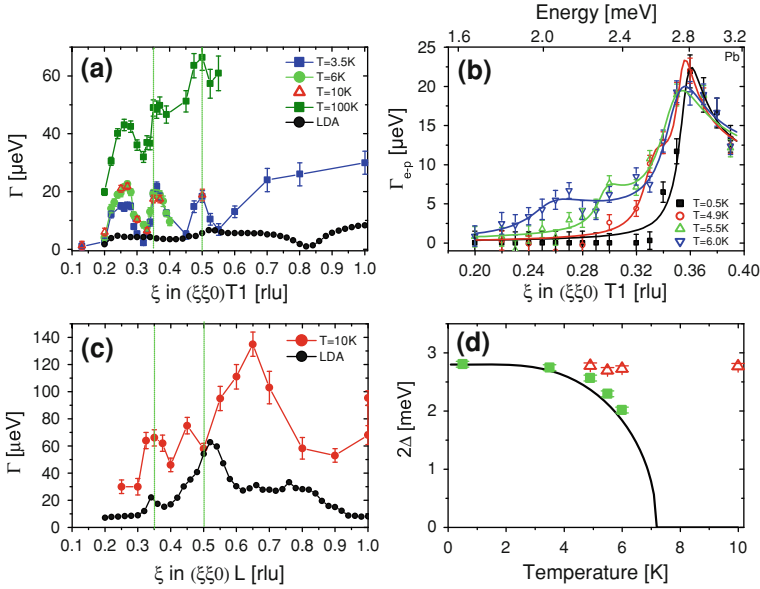 (a)
T=3.5K
T=6K
T=10K
T=100K
LDA
Γ [μeV]
60
40
20
0
0.1 0.2 0.3 0.4 0.5 0.6 0.7 0.8 0.9 1.0
ξ in (ξξ0)T1 [rlu]
Energy [meV]
1.6 2.0 2.4 2.8 3.2
(b)
Pb
Γe-p [μeV]
25
20
15
10
5
0
T=0.5K
T=4.9K
T=5.5K
T=6.0K
0.20 0.24 0.28 0.32 0.36 0.40
ξ in (ξξ0) T1 [rlu]
(c)
T=10K
LDA
Γ [μeV]
140
120
100
80
60
40
20
0
0.1 0.2 0.3 0.4 0.5 0.6 0.7 0.8 0.9 1.0
ξ in (ξξ0) L [rlu]
(d)
2Δ [meV]
4
3
2
1
0
0 2 4 6 8 10
Temperature [K]